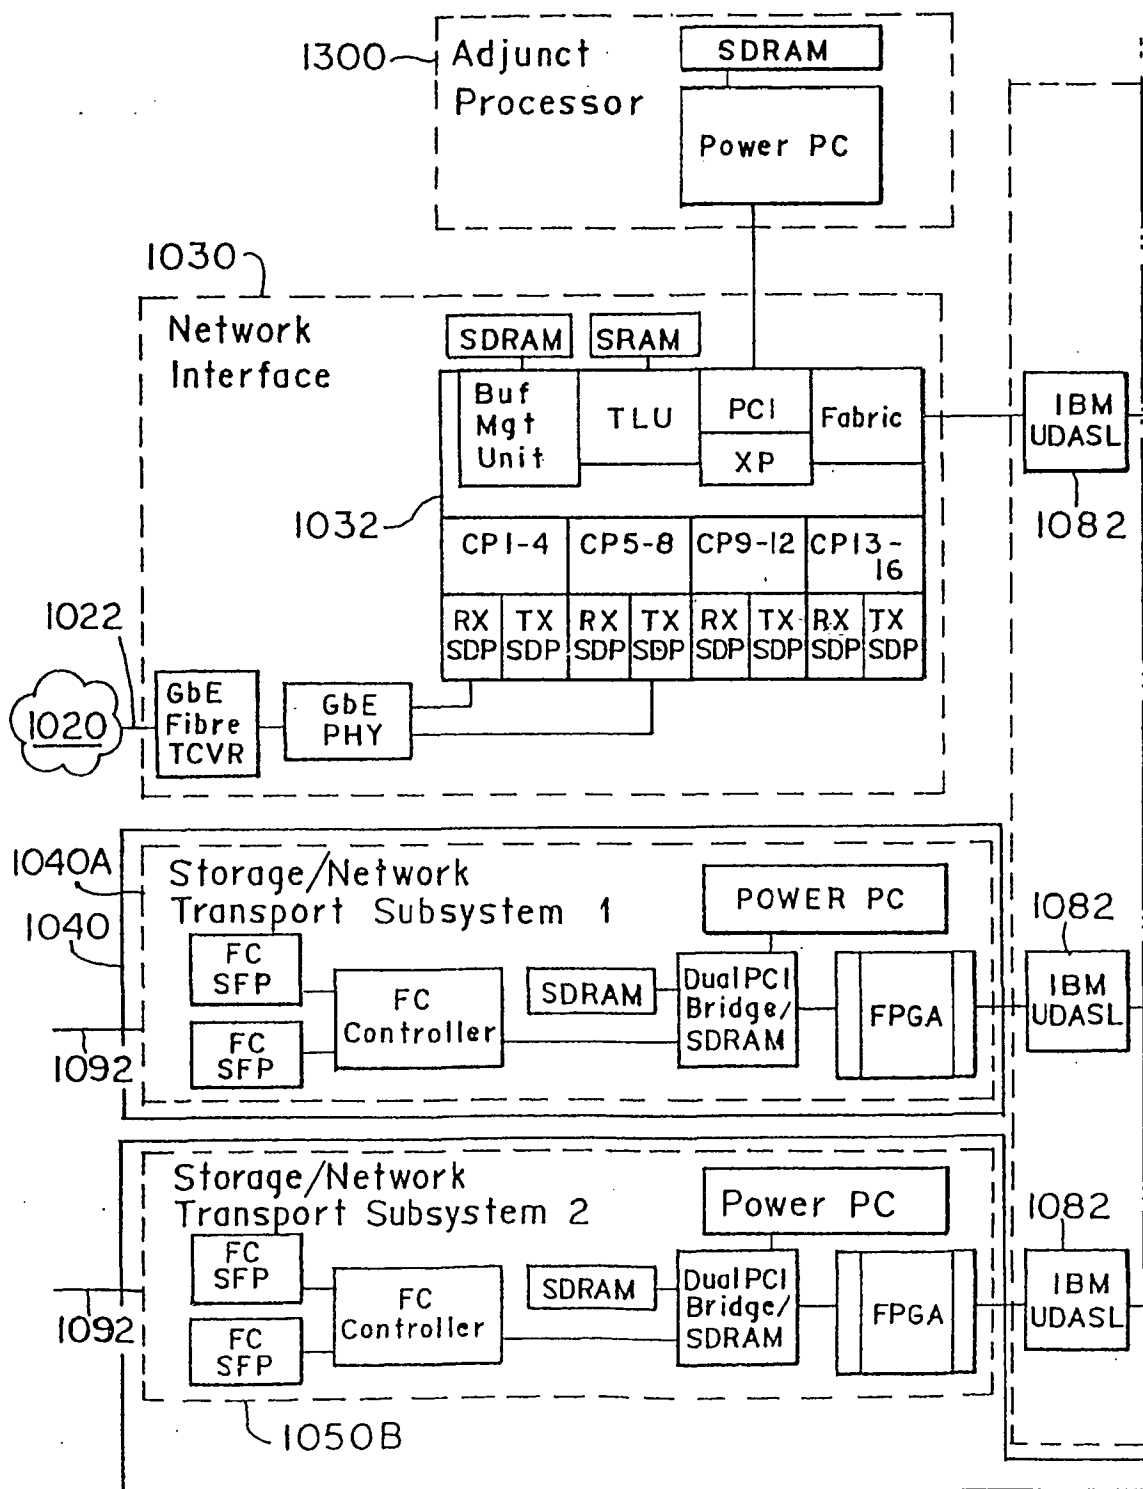 1300
Adjunct
Processor
SDRAM
Power PC
1030
Network
Interface
SDRAM
SRAM
Buf
Mgt
Unit
TLU
PCI
XP
Fabric
IBM
UDASL
1082
1032
CP1-4
CP5-8
CP9-12
CP13-
16
RX
SDP
TX
SDP
RX
SDP
TX
SDP
RX
SDP
TX
SDP
RX
SDP
TX
SDP
1022
1020
GbE
Fibre
TCVR
GbE
PHY
1040A
1040
Storage/Network
Transport Subsystem 1
POWER PC
FC
SFP
FC
SFP
FC
Controller
SDRAM
Dual PCI
Bridge/
SDRAM
FPGA
1082
IBM
UDASL
1092
Storage/Network
Transport Subsystem 2
Power PC
FC
SFP
FC
SFP
FC
Controller
SDRAM
Dual PCI
Bridge/
SDRAM
FPGA
1082
IBM
UDASL
1092
1050B